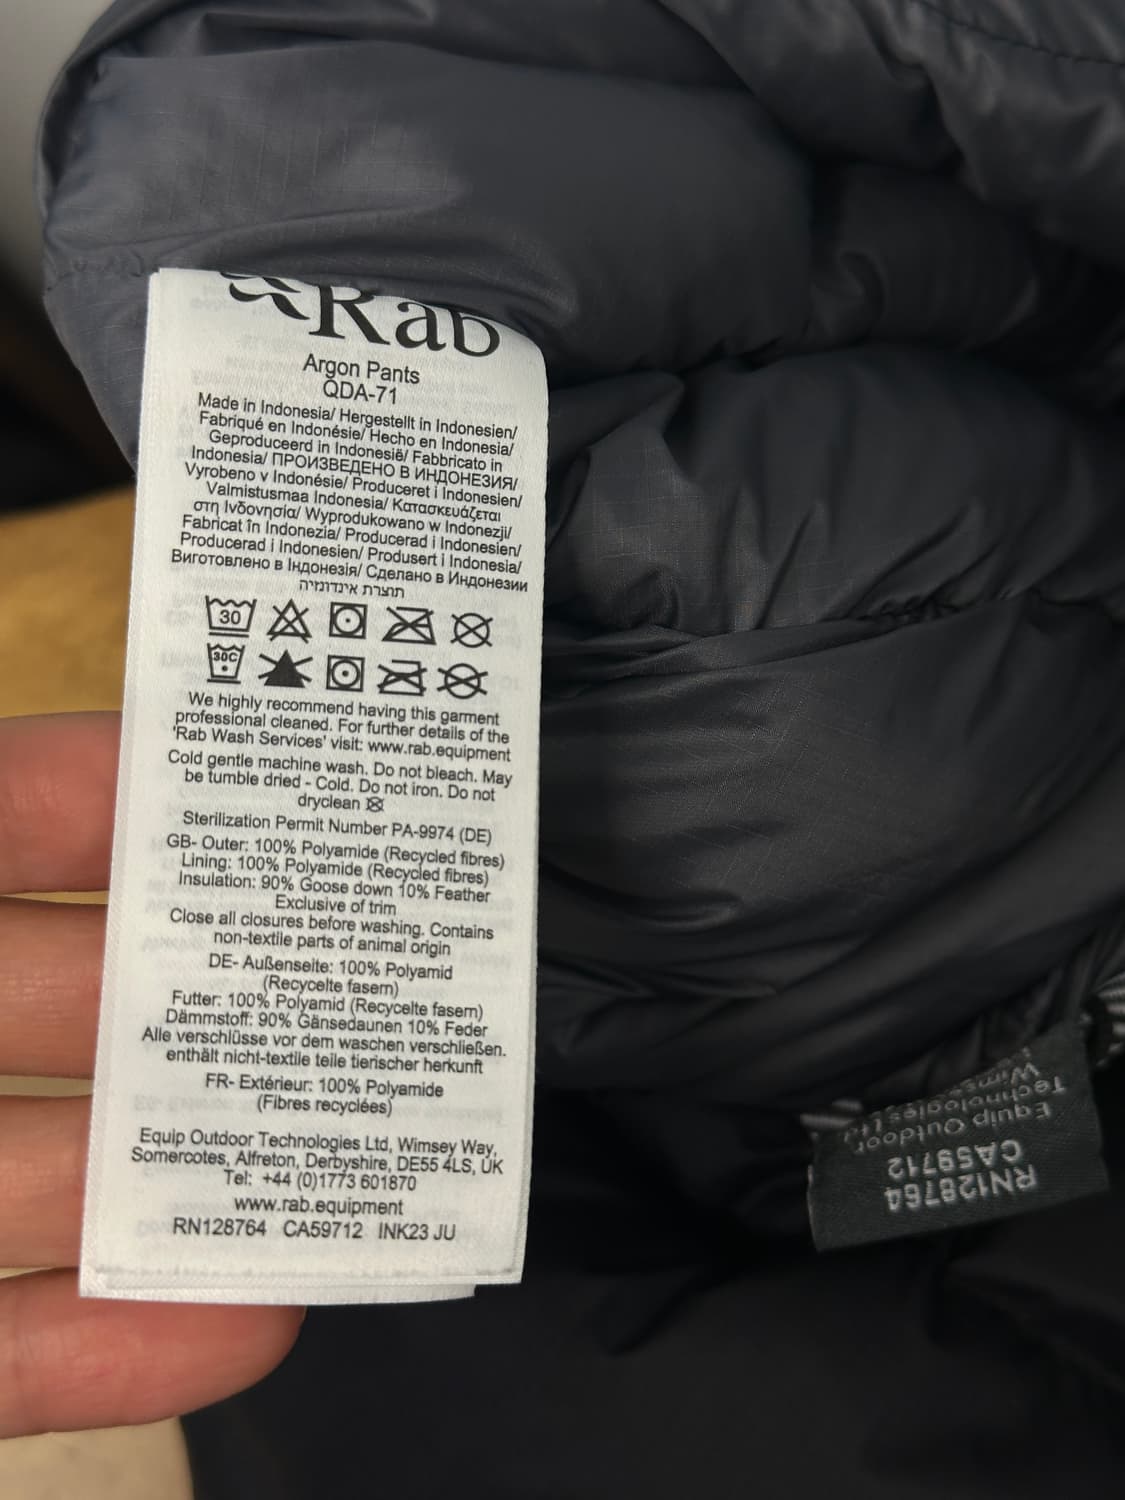 Rab
Argon Pants
QDA-71
Made in Indonesia/ Hergestellt in Indonesien/
Fabriqué en Indonésie/ Hecho en Indonesia/
Geproduceerd in Indonesië/ Fabbricato in
Indonesia/ ПРОИЗВЕДЕНО В ИНДОНЕЗИЯ/
Vyrobeno v Indonésie/ Produceret i Indonesien/
Valmistusmaa Indonesia/ Κατασκευάζεται
στη Ινδονησία/ Wyprodukowano w Indonezji/
Fabricat în Indonezia/ Producerad i Indonesien/
Producerad i Indonesien/ Produsert i Indonesia/
Виготовлено в Індонезія/ Сделано в Индонезии
תוצרת אינדונזיה
30
30C
We highly recommend having this garment
professional cleaned. For further details of the
'Rab Wash Services' visit: www.rab.equipment
Cold gentle machine wash. Do not bleach. May
be tumble dried - Cold. Do not iron. Do not
dryclean
Sterilization Permit Number PA-9974 (DE)
GB- Outer: 100% Polyamide (Recycled fibres)
Lining: 100% Polyamide (Recycled fibres)
Insulation: 90% Goose down 10% Feather
Exclusive of trim
Close all closures before washing. Contains
non-textile parts of animal origin
DE- Außenseite: 100% Polyamid
(Recycelte fasern)
Futter: 100% Polyamid (Recycelte fasern)
Dämmstoff: 90% Gänsedaunen 10% Feder
Alle verschlüsse vor dem waschen verschließen.
enthält nicht-textile teile tierischer herkunft
FR- Extérieur: 100% Polyamide
(Fibres recyclées)
Equip Outdoor Technologies Ltd, Wimsey Way,
Somercotes, Alfreton, Derbyshire, DE55 4LS, UK
Tel: +44 (0)1773 601870
www.rab.equipment
RN128764 CA59712 INK23 JU
RN128764
CA59712
Equip Outdoor
Technologies